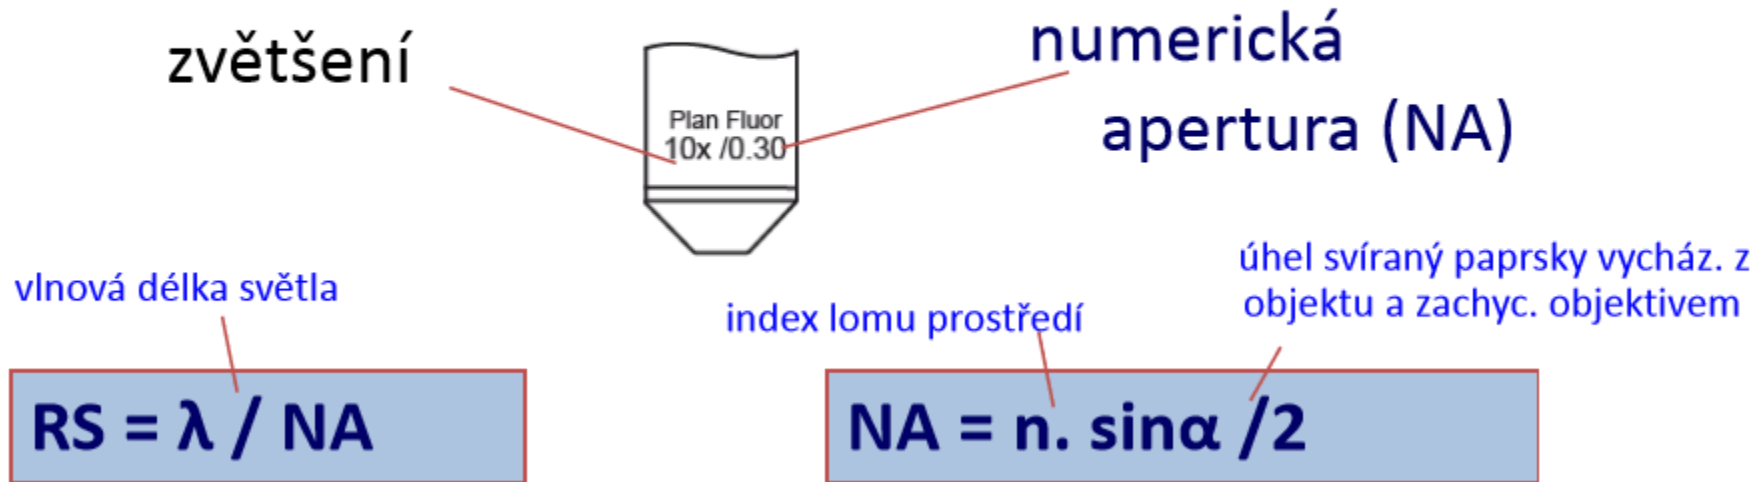 zvětšení
numerická
apertura (NA)
Plan Fluor
10x /0.30
vlnová délka světla
index lomu prostředí
úhel svíraný paprsky vycház. z
objektu a zachyc. objektivem
RS = λ / NA
NA = n. sinα /2